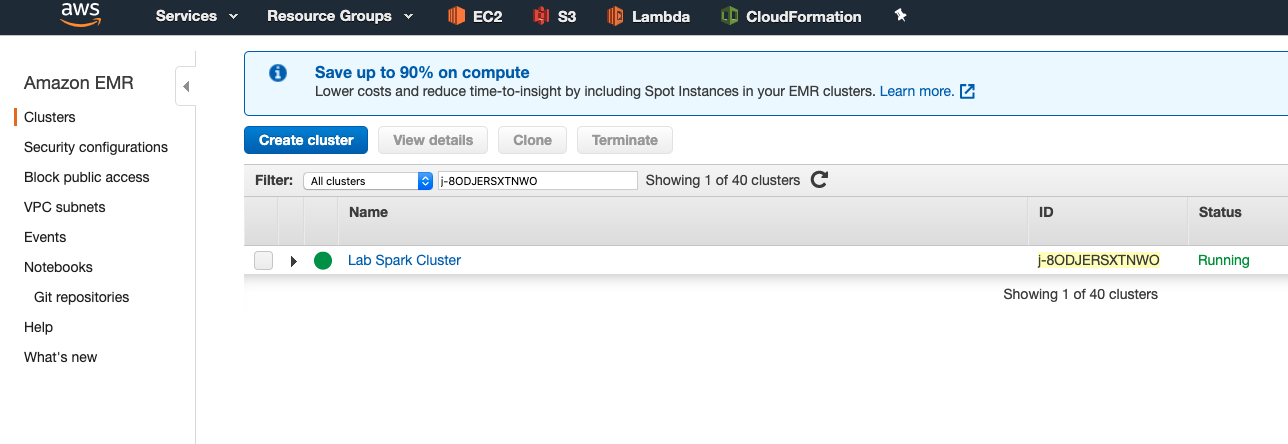 aws Services Resource Groups EC2 S3 Lambda CloudFormation
Amazon EMR
Clusters
Security configurations
Block public access
VPC subnets
Events
Notebooks
Git repositories
Help
What's new
Save up to 90% on compute
Lower costs and reduce time-to-insight by including Spot Instances in your EMR clusters. Learn more.
Create cluster View details Clone Terminate
Filter: All clusters j-8ODJERSXTNWO Showing 1 of 40 clusters
Name ID Status
Lab Spark Cluster j-8ODJERSXTNWO Running
Showing 1 of 40 clusters